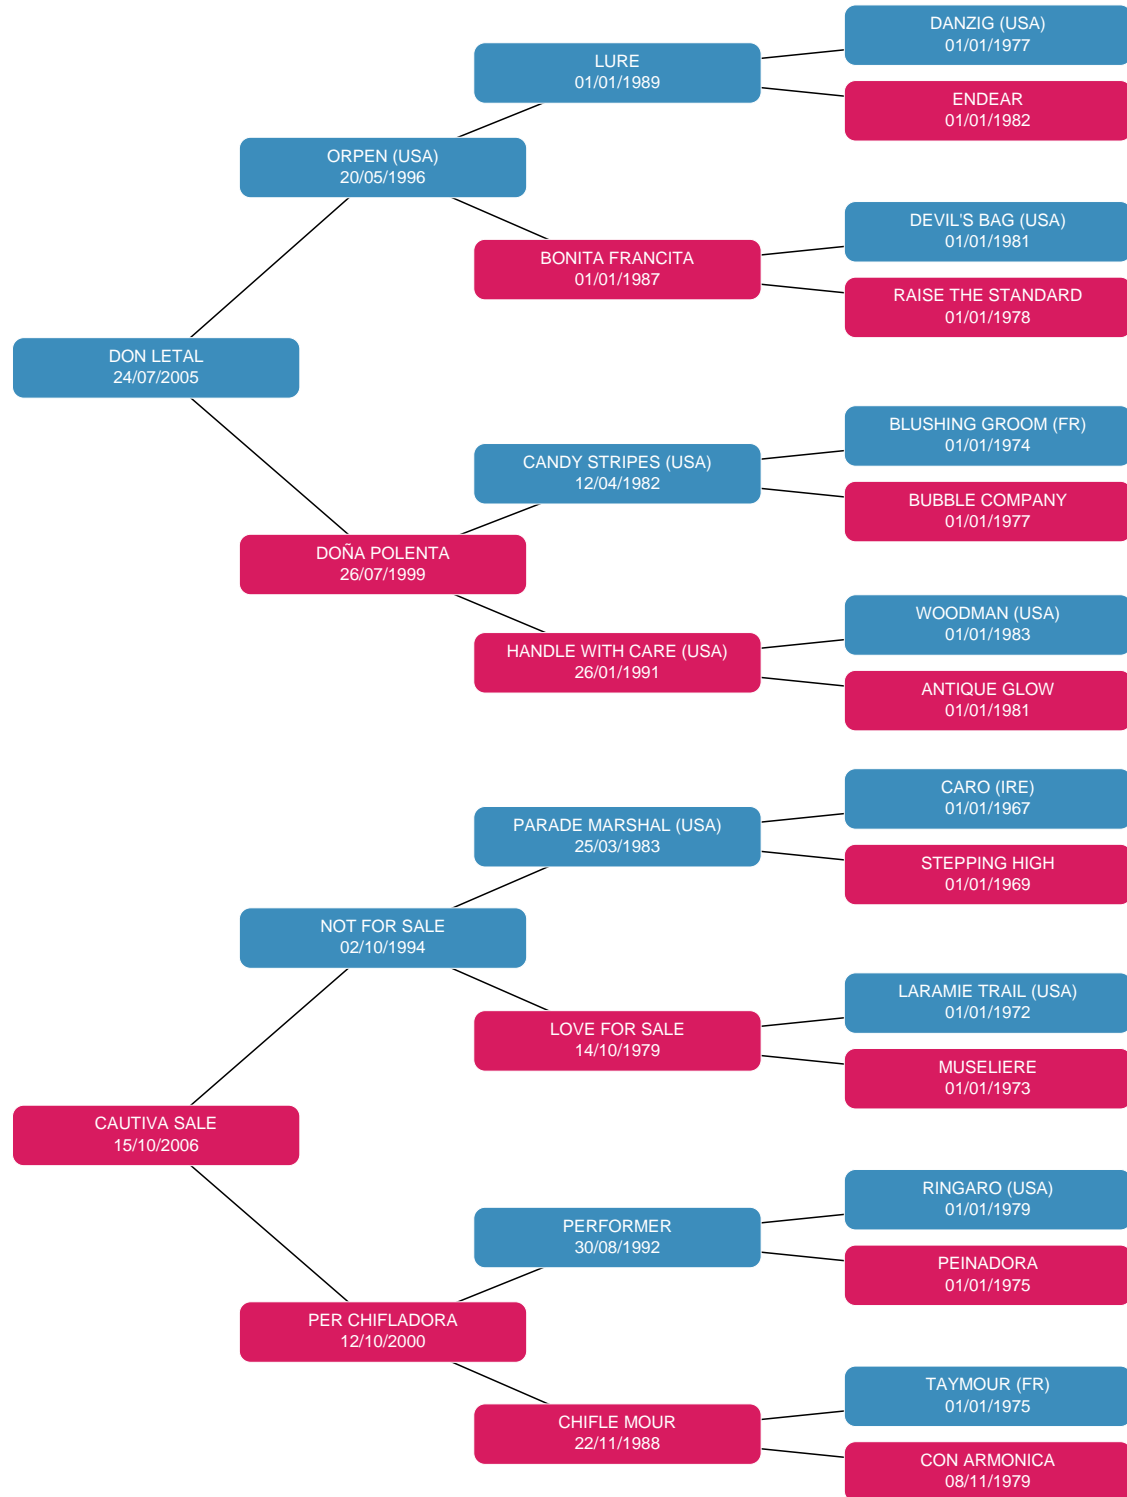 DANZIG (USA)
01/01/1977
LURE
01/01/1989
ENDEAR
01/01/1982
ORPEN (USA)
20/05/1996
DEVIL'S BAG (USA)
01/01/1981
BONITA FRANCITA
01/01/1987
RAISE THE STANDARD
01/01/1978
DON LETAL
24/07/2005
BLUSHING GROOM (FR)
01/01/1974
CANDY STRIPES (USA)
12/04/1982
BUBBLE COMPANY
01/01/1977
DOÑA POLENTA
26/07/1999
WOODMAN (USA)
01/01/1983
HANDLE WITH CARE (USA)
26/01/1991
ANTIQUE GLOW
01/01/1981
CARO (IRE)
01/01/1967
PARADE MARSHAL (USA)
25/03/1983
STEPPING HIGH
01/01/1969
NOT FOR SALE
02/10/1994
LARAMIE TRAIL (USA)
01/01/1972
LOVE FOR SALE
14/10/1979
MUSELIERE
01/01/1973
CAUTIVA SALE
15/10/2006
RINGARO (USA)
01/01/1979
PERFORMER
30/08/1992
PEINADORA
01/01/1975
PER CHIFLADORA
12/10/2000
TAYMOUR (FR)
01/01/1975
CHIFLE MOUR
22/11/1988
CON ARMONICA
08/11/1979